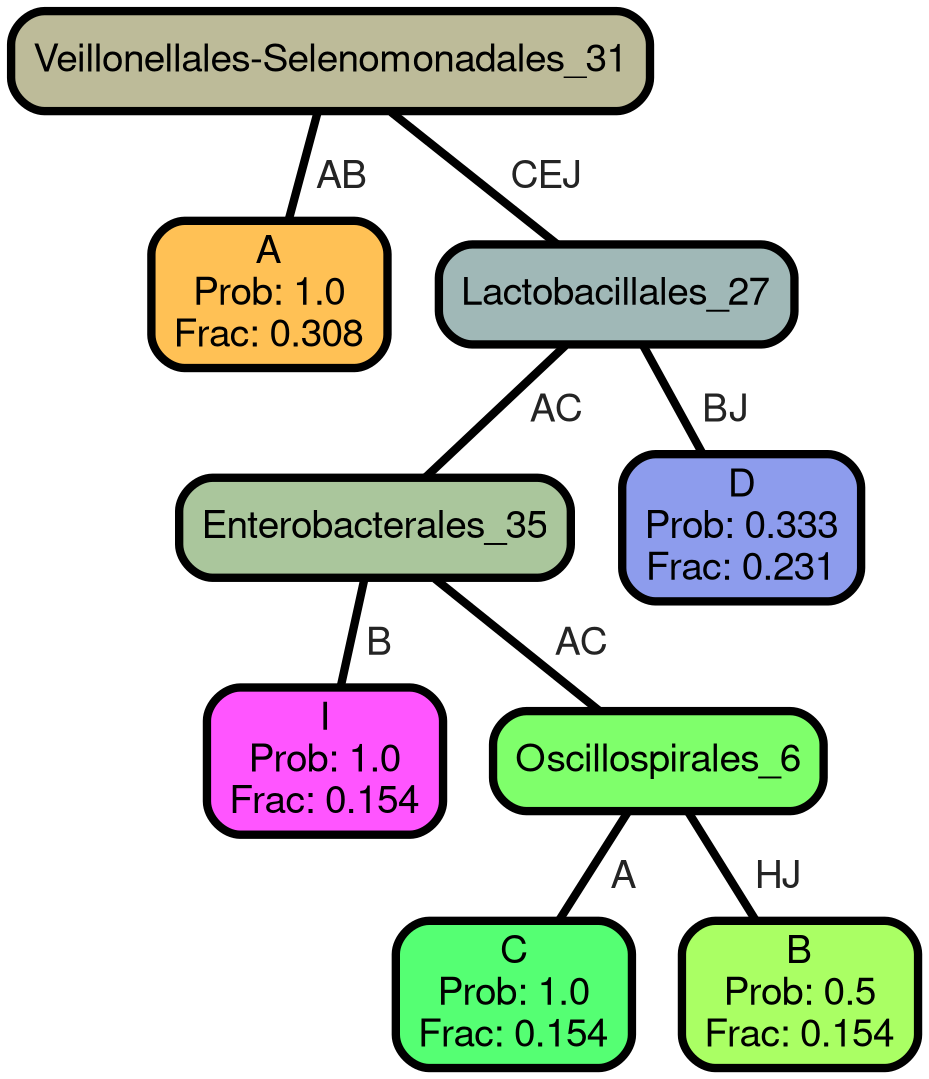 Veillonellales-Selenomonadales_31
AB
CEJ
A
Prob: 1.0
Frac: 0.308
Lactobacillales_27
AC
BJ
Enterobacterales_35
D
Prob: 0.333
Frac: 0.231
B
AC
I
Prob: 1.0
Frac: 0.154
Oscillospirales_6
A
HJ
C
Prob: 1.0
Frac: 0.154
B
Prob: 0.5
Frac: 0.154